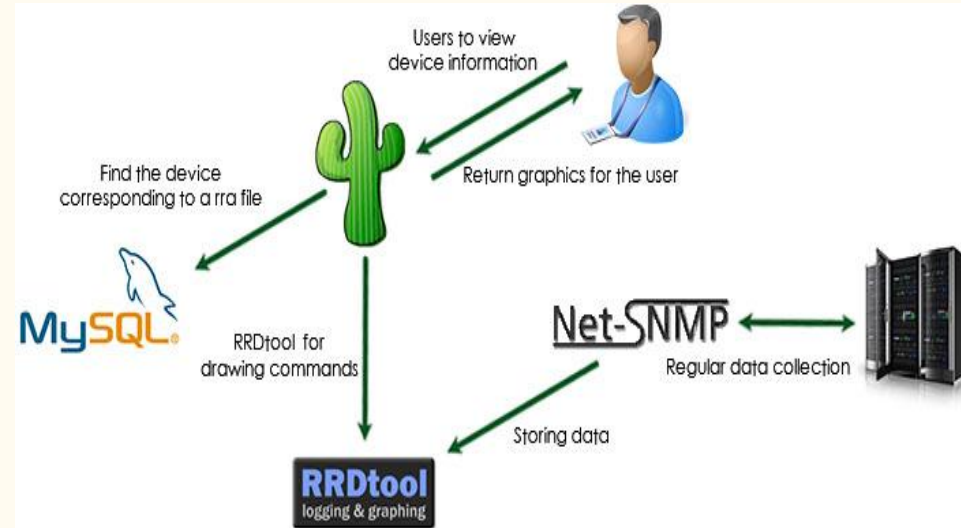 Users to view
device information
Find the device
corresponding to a rra file
Return graphics for the user
MySQL®
RRDtool for
drawing commands
Net-SNMP
Regular data collection
Storing data
RRDtool
logging & graphing